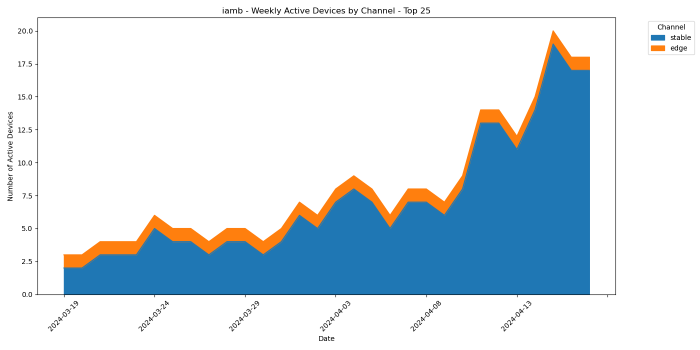 iamb - Weekly Active Devices by Channel - Top 25
Channel
stable
edge
Number of Active Devices
20.0
17.5
15.0
12.5
10.0
7.5
5.0
2.5
0.0
2024-03-19
2024-03-24
2024-03-29
2024-04-03
2024-04-08
2024-04-13
Date